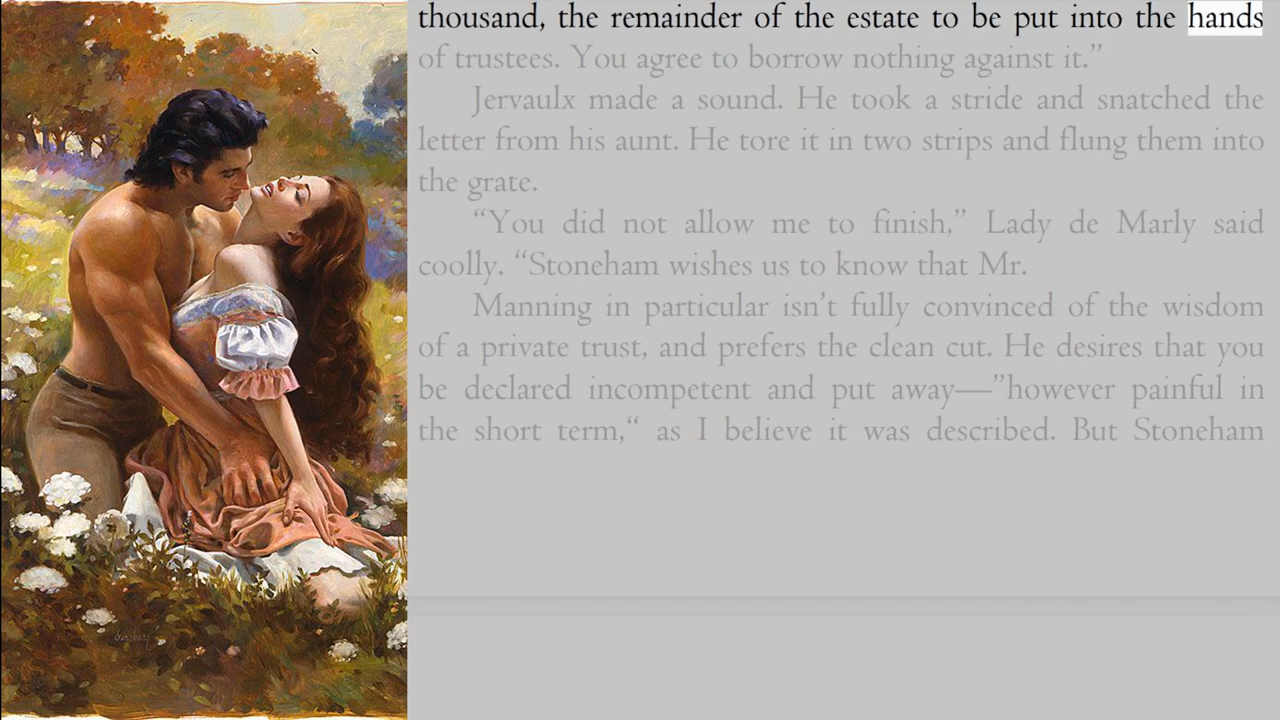 thousand, the remainder of the estate to be put into the hands
of trustees. You agree to borrow nothing against it.”
Jervaulx made a sound. He took a stride and snatched the
letter from his aunt. He tore it in two strips and flung them into
the grate.
“You did not allow me to finish,” Lady de Marly said
coolly. “Stoneham wishes us to know that Mr.
Manning in particular isn’t fully convinced of the wisdom
of a private trust, and prefers the clean cut. He desires that you
be declared incompetent and put away—”however painful in
the short term,“ as I believe it was described. But Stoneham